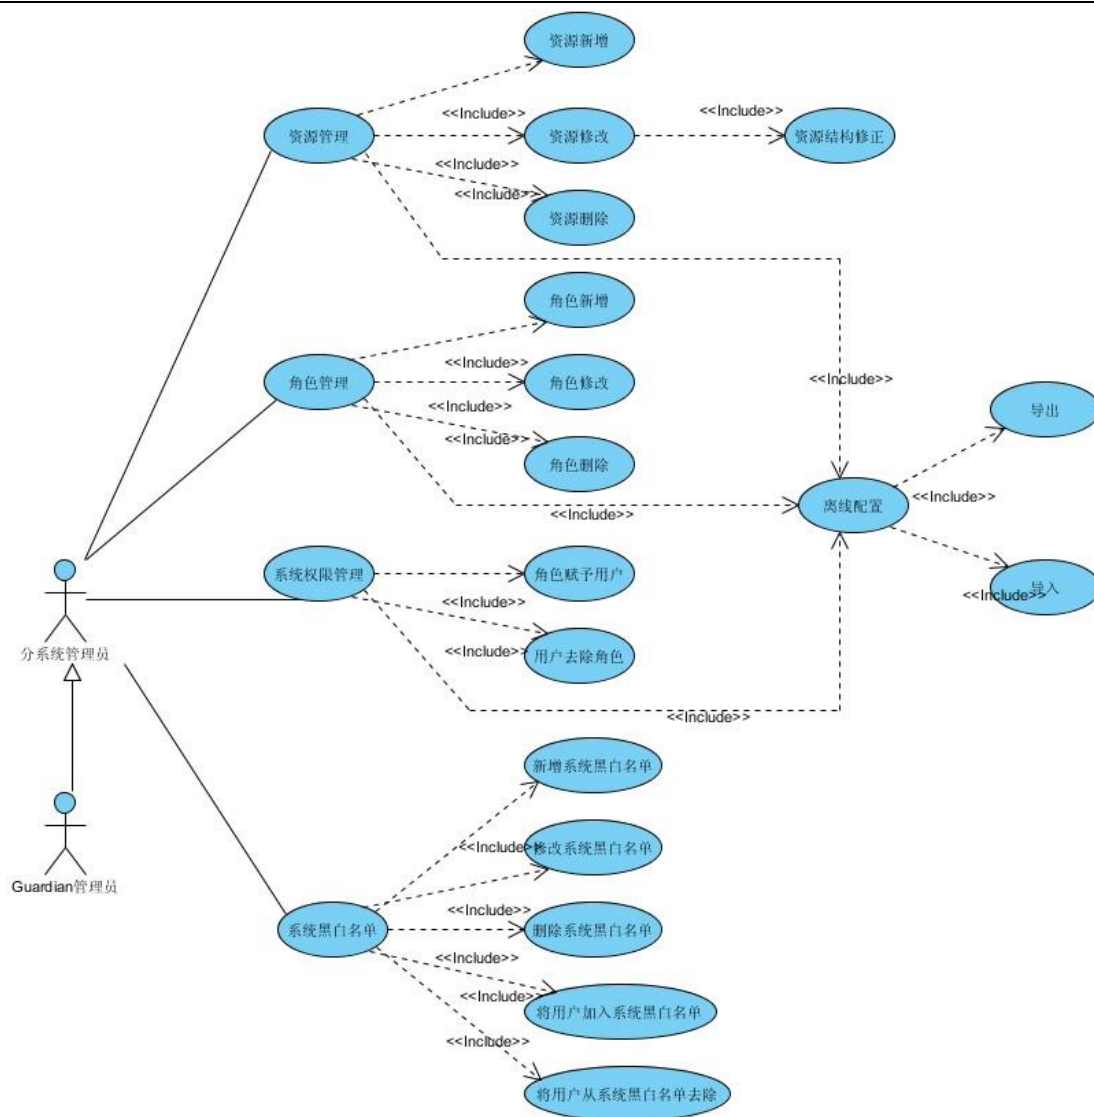 资源新增
<<Include>>
<<Include>>
资源管理
资源修改
资源结构修正
<<Include>>
<<Include>>
资源删除
角色新增
<<Include>>
<<Include>>
角色管理
角色修改
<<Include>>
导出
<<Include>>
角色删除
<<Include>>
离线配置
<<Include>>
系统权限管理
角色赋予用户
<<Include>>
导入
<<Include>>
<<Include>>
用户去除角色
分系统管理员
<<Include>>
新增系统黑白名单
<<Include>>
修改系统黑白名单
Guardian管理员
<<Include>>
系统黑白名单
删除系统黑白名单
<<Include>>
<<Include>>
将用户加入系统黑白名单
<<Include>>
将用户从系统黑白名单去除